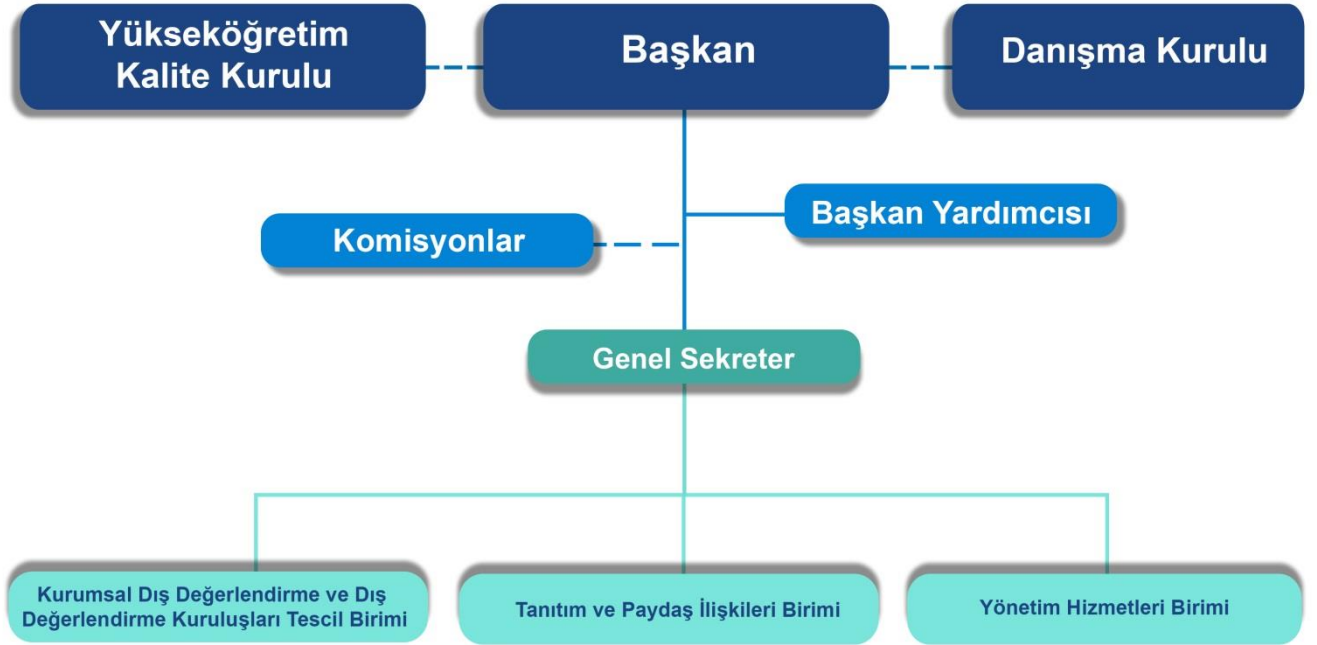 Yükseköğretim
Kalite Kurulu
Başkan
Danışma Kurulu
Başkan Yardımcısı
Komisyonlar
Genel Sekreter
Kurumsal Dış Değerlendirme ve Dış
Değerlendirme Kuruluşları Tescil Birimi
Tanıtım ve Paydaş İlişkileri Birimi
Yönetim Hizmetleri Birimi